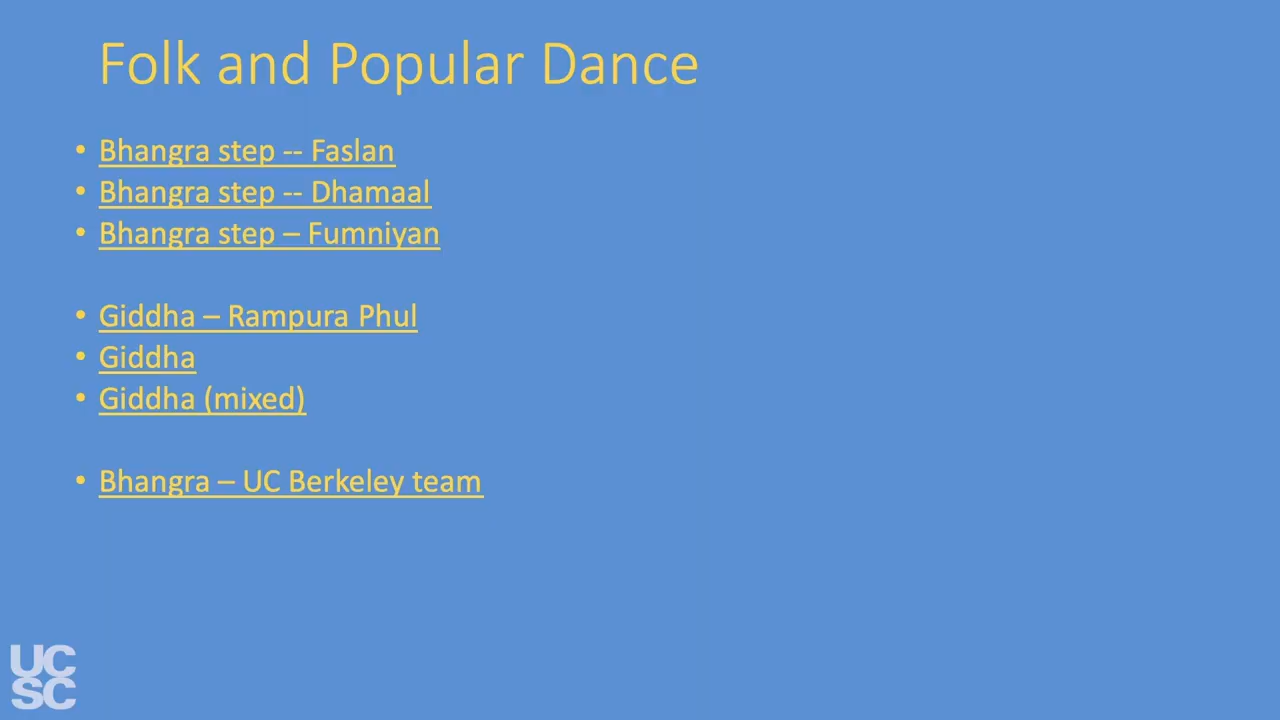 Folk and Popular Dance
• Bhangra step -- Faslan
• Bhangra step -- Dhamaal
• Bhangra step – Fumniyan
• Giddha – Rampura Phul
• Giddha
• Giddha (mixed)
• Bhangra – UC Berkeley team
UC
SC